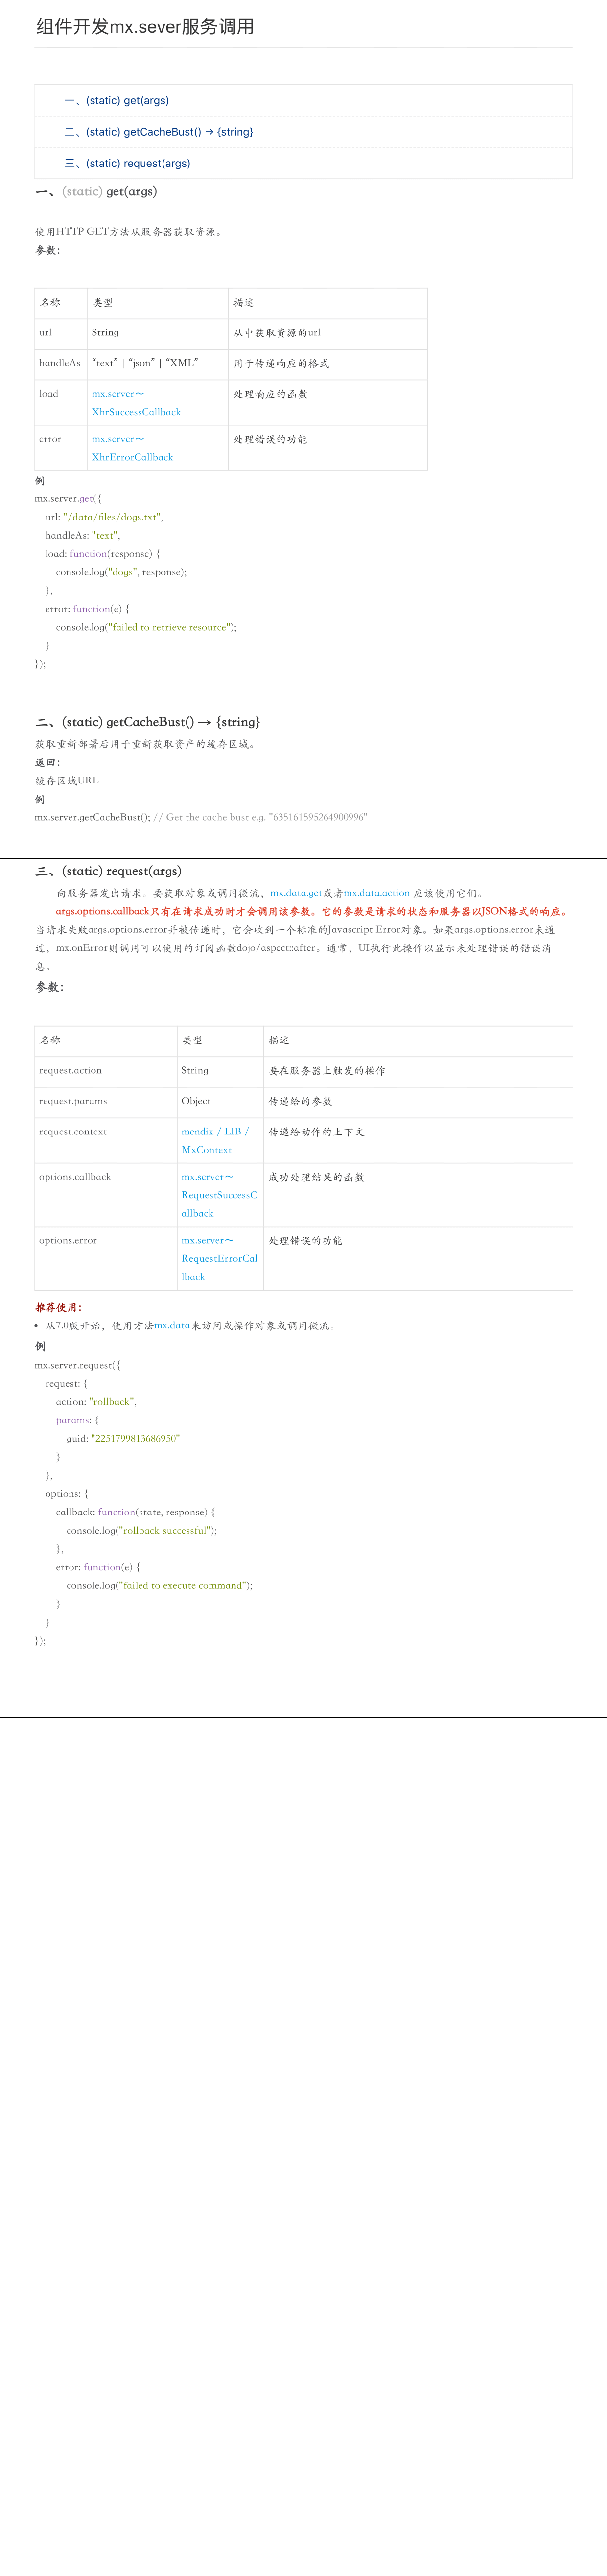 组件开发mx.sever服务调用
一、(static) get(args)
二、(static) getCacheBust() → {string}
三、(static) request(args)
一、(static) get(args)
使用HTTP GET方法从服务器获取资源。
参数：
名称 类型 描述
url String 从中获取资源的url
handleAs “text” | “json” | “XML” 用于传递响应的格式
load mx.server〜 处理响应的函数
XhrSuccessCallback
error mx.server〜 处理错误的功能
XhrErrorCallback
例
mx.server.get({
url: "/data/files/dogs.txt",
handleAs: "text",
load: function(response) {
console.log("dogs", response);
},
error: function(e) {
console.log("failed to retrieve resource");
}
});
二、(static) getCacheBust() → {string}
获取重新部署后用于重新获取资产的缓存区域。
返回：
缓存区域URL
例
mx.server.getCacheBust(); // Get the cache bust e.g. "635161595264900996"
三、(static) request(args)
向服务器发出请求。要获取对象或调用微流，mx.data.get或者mx.data.action 应该使用它们。
args.options.callback只有在请求成功时才会调用该参数。它的参数是请求的状态和服务器以JSON格式的响应。
当请求失败args.options.error并被传递时，它会收到一个标准的Javascript Error对象。如果args.options.error未通
过，mx.onError则调用可以使用的订阅函数dojo/aspect::after。通常，UI执行此操作以显示未处理错误的错误消
息。
参数：
名称 类型 描述
request.action String 要在服务器上触发的操作
request.params Object 传递给的参数
request.context mendix / LIB / 传递给动作的上下文
MxContext
options.callback mx.server〜 成功处理结果的函数
RequestSuccessC
allback
options.error mx.server〜 处理错误的功能
RequestErrorCal
lback
推荐使用：
• 从7.0版开始，使用方法mx.data来访问或操作对象或调用微流。
例
mx.server.request({
request: {
action: "rollback",
params: {
guid: "2251799813686950"
}
},
options: {
callback: function(state, response) {
console.log("rollback successful");
},
error: function(e) {
console.log("failed to execute command");
}
}
});